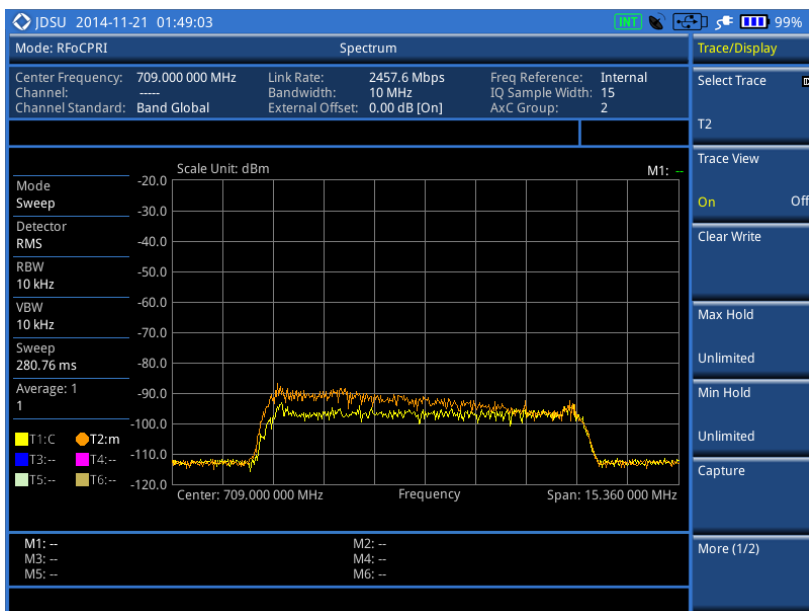 JDSU 2014-11-21 01:49:03 INT 99%
Mode: RFoCPRI Spectrum Trace/Display
Center Frequency: 709.000 000 MHz Link Rate: 2457.6 Mbps Freq Reference: Internal
Channel: ----- Bandwidth: 10 MHz IQ Sample Width: 15
Channel Standard: Band Global External Offset: 0.00 dB [On] AxC Group: 2
Select Trace
T2
Trace View
On Off
Clear Write
Max Hold
Unlimited
Min Hold
Unlimited
Capture
More (1/2)
Scale Unit: dBm M1: --
Mode
Sweep
Detector
RMS
RBW
10 kHz
VBW
10 kHz
Sweep
280.76 ms
Average: 1
1
T1:C T2:m
T3:-- T4:--
T5:-- T6:--
-20.0
-30.0
-40.0
-50.0
-60.0
-70.0
-80.0
-90.0
-100.0
-110.0
-120.0
Center: 709.000 000 MHz Frequency Span: 15.360 000 MHz
M1: -- M2: --
M3: -- M4: --
M5: -- M6: --